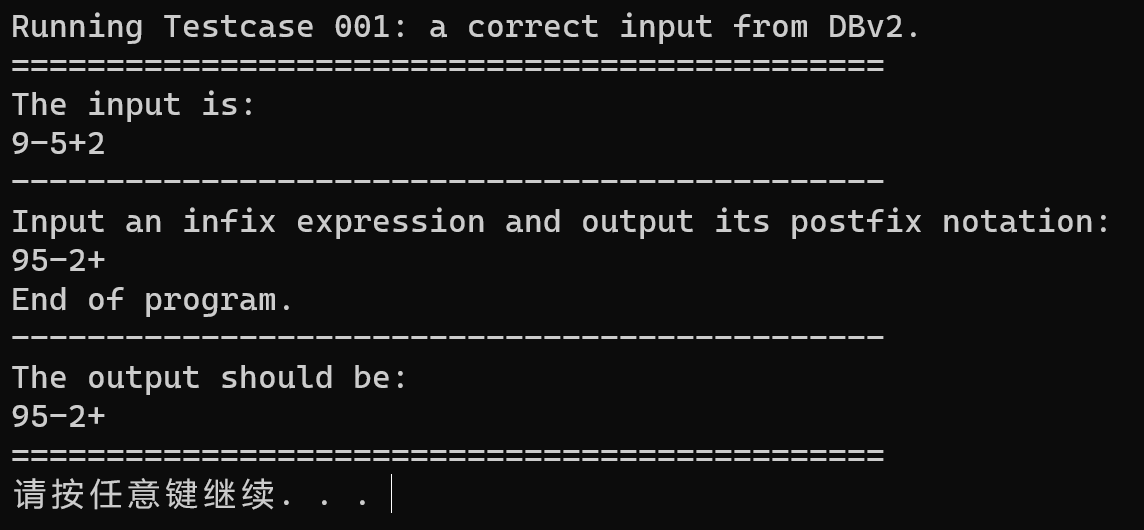 Running Testcase 001: a correct input from DBv2.
==============================================
The input is:
9-5+2
----------------------------------------------
Input an infix expression and output its postfix notation:
95-2+
End of program.
----------------------------------------------
The output should be:
95-2+
==============================================
请按任意键继续. . .